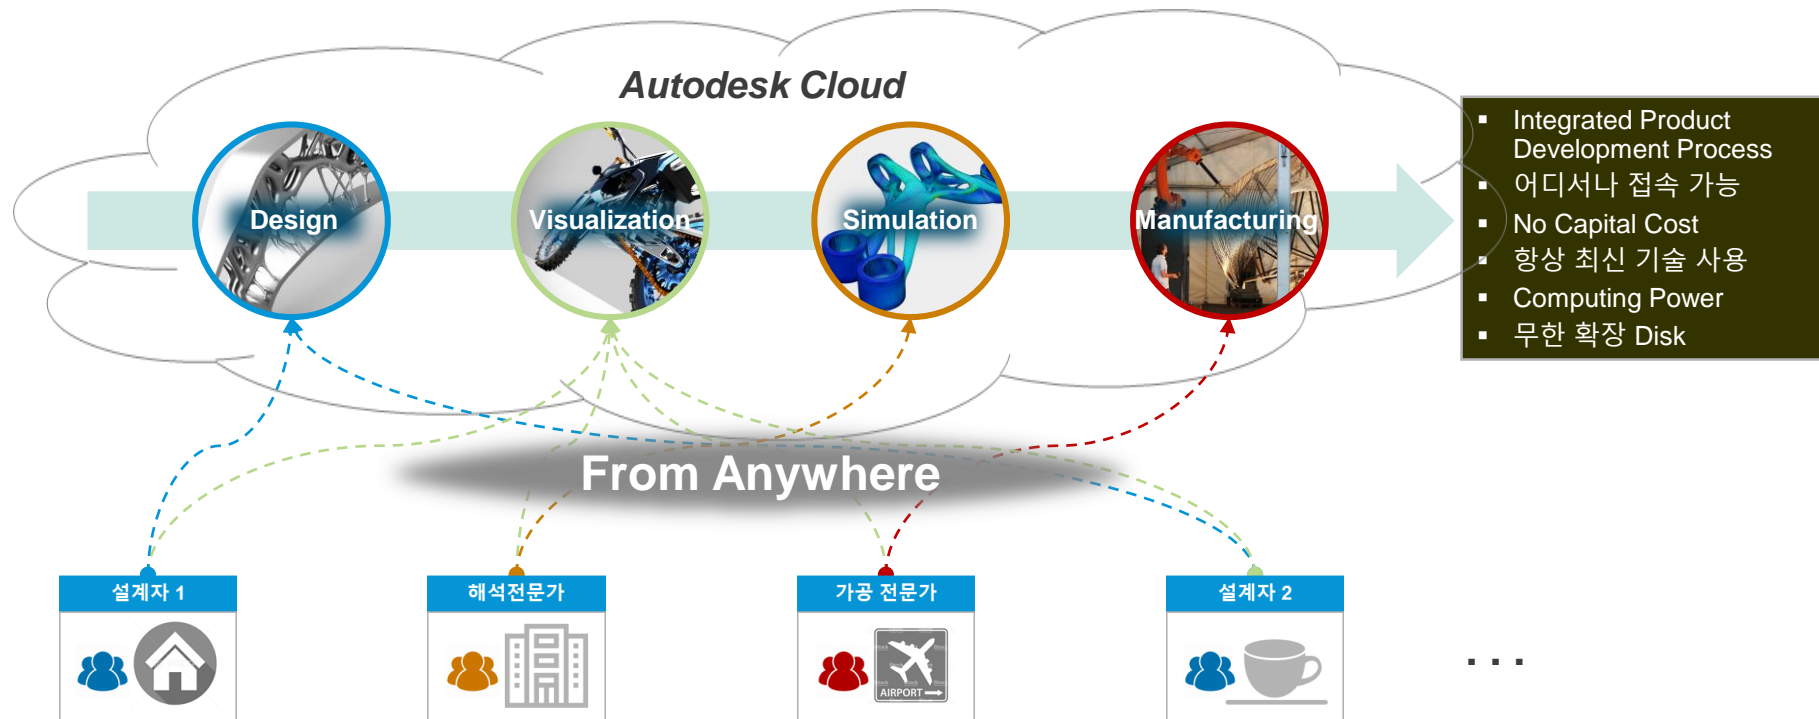 Autodesk Cloud
Design
Visualization
Simulation
Manufacturing
Integrated Product
Development Process
어디서나 접속 가능
No Capital Cost
항상 최신 기술 사용
Computing Power
무한 확장 Disk
From Anywhere
설계자 1
해석전문가
가공 전문가
설계자 2
AIRPORT
. . .